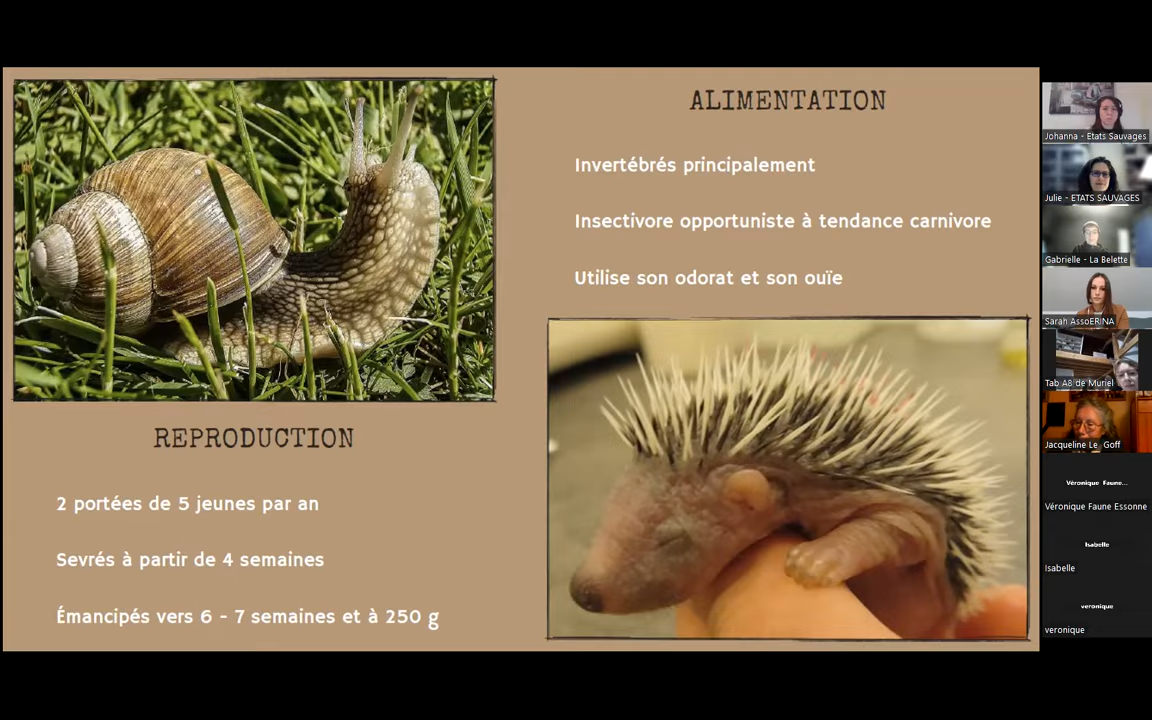 ALIMENTATION
Invertébrés principalement
Insectivore opportuniste à tendance carnivore
Utilise son odorat et son ouïe
REPRODUCTION
2 portées de 5 jeunes par an
Sevrés à partir de 4 semaines
Émancipés vers 6 - 7 semaines et à 250 g
Johanna - Etats Sauvages
Julie - ETATS SAUVAGES
Gabrielle - La Belette
Sarah AssoERINA
Tab A8 de Muriel
Jacqueline Le Goff
Véronique Faune...
Véronique Faune Essonne
Isabelle
Isabelle
veronique
veronique